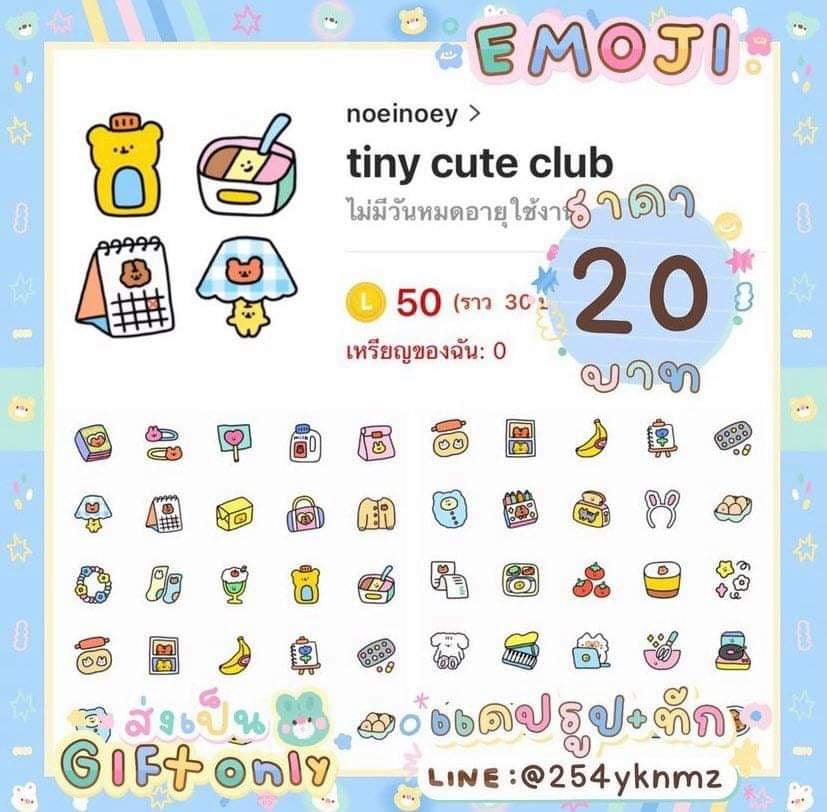 EMOJI
noeinoey >
tiny cute club
ไม่มีวันหมดอายุใช้งาน
ราคา
20
บาท
L 50 (ราว 30
เหรียญของฉัน: 0
ส่งเป็น
GIFT only
แคปรูป+ทัก
LINE:@254yknmz